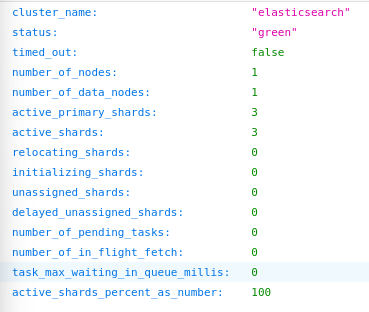 cluster_name: "elasticsearch"
status: "green"
timed_out: false
number_of_nodes: 1
number_of_data_nodes: 1
active_primary_shards: 3
active_shards: 3
relocating_shards: 0
initializing_shards: 0
unassigned_shards: 0
delayed_unassigned_shards: 0
number_of_pending_tasks: 0
number_of_in_flight_fetch: 0
task_max_waiting_in_queue_millis: 0
active_shards_percent_as_number: 100